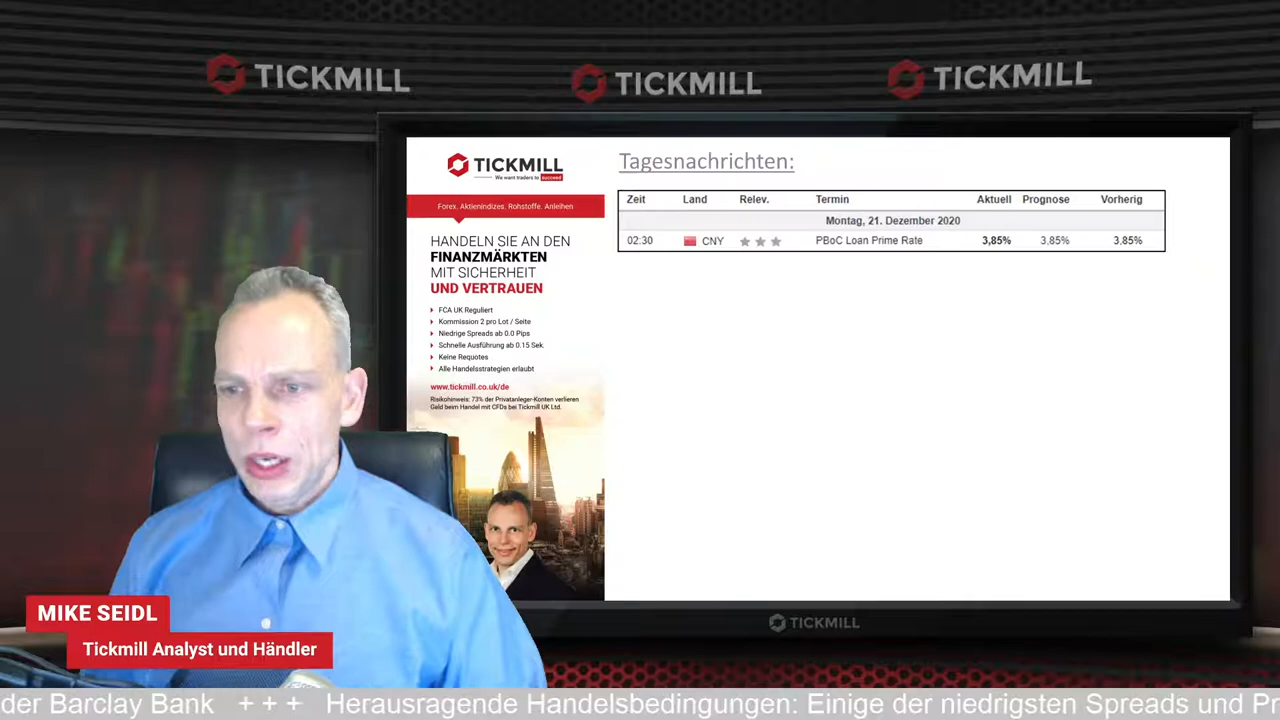 TICKMILL
TICKMILL
TICKMILL
TICKMILL
We want traders to succeed
Forex. Aktienindizes. Rohstoffe. Anleihen
HANDELN SIE AN DEN
FINANZMÄRKTEN
MIT SICHERHEIT
UND VERTRAUEN
FCA UK Reguliert
Kommission 2 pro Lot / Seite
Niedrige Spreads ab 0.0 Pips
Schnelle Ausführung ab 0.15 Sek.
Keine Requotes
Alle Handelsstrategien erlaubt
www.tickmill.co.uk/de
Risikohinweis: 73% der Privatanleger-Konten verlieren
Geld beim Handel mit CFDs bei Tickmill UK Ltd.
Tagesnachrichten:
Zeit Land Relev. Termin Aktuell Prognose Vorherig
Montag, 21. Dezember 2020
02:30 CNY PBoC Loan Prime Rate 3,85% 3,85% 3,85%
TICKMILL
MIKE SEIDL
Tickmill Analyst und Händler
der Barclay Bank +++ Herausragende Handelsbedingungen: Einige der niedrigsten Spreads und Pr